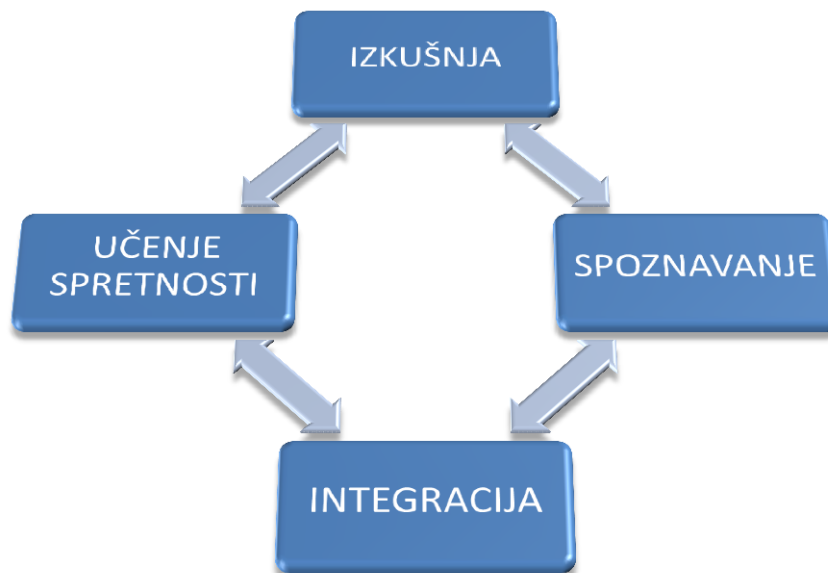 IZKUŠNJA
UČENJE
SPRETNOSTI
SPOZNAVANJE
INTEGRACIJA